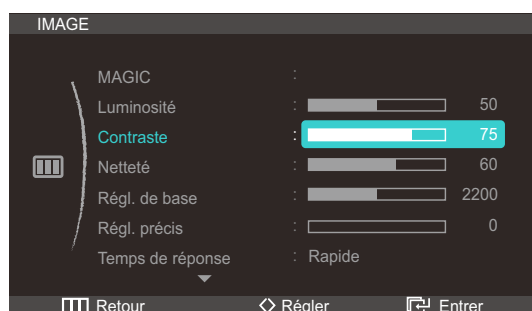 IMAGE
MAGIC :
Luminosité : 50
Contraste : 75
Netteté : 60
Régl. de base : 2200
Régl. précis : 0
Temps de réponse : Rapide
Retour Régler Entrer